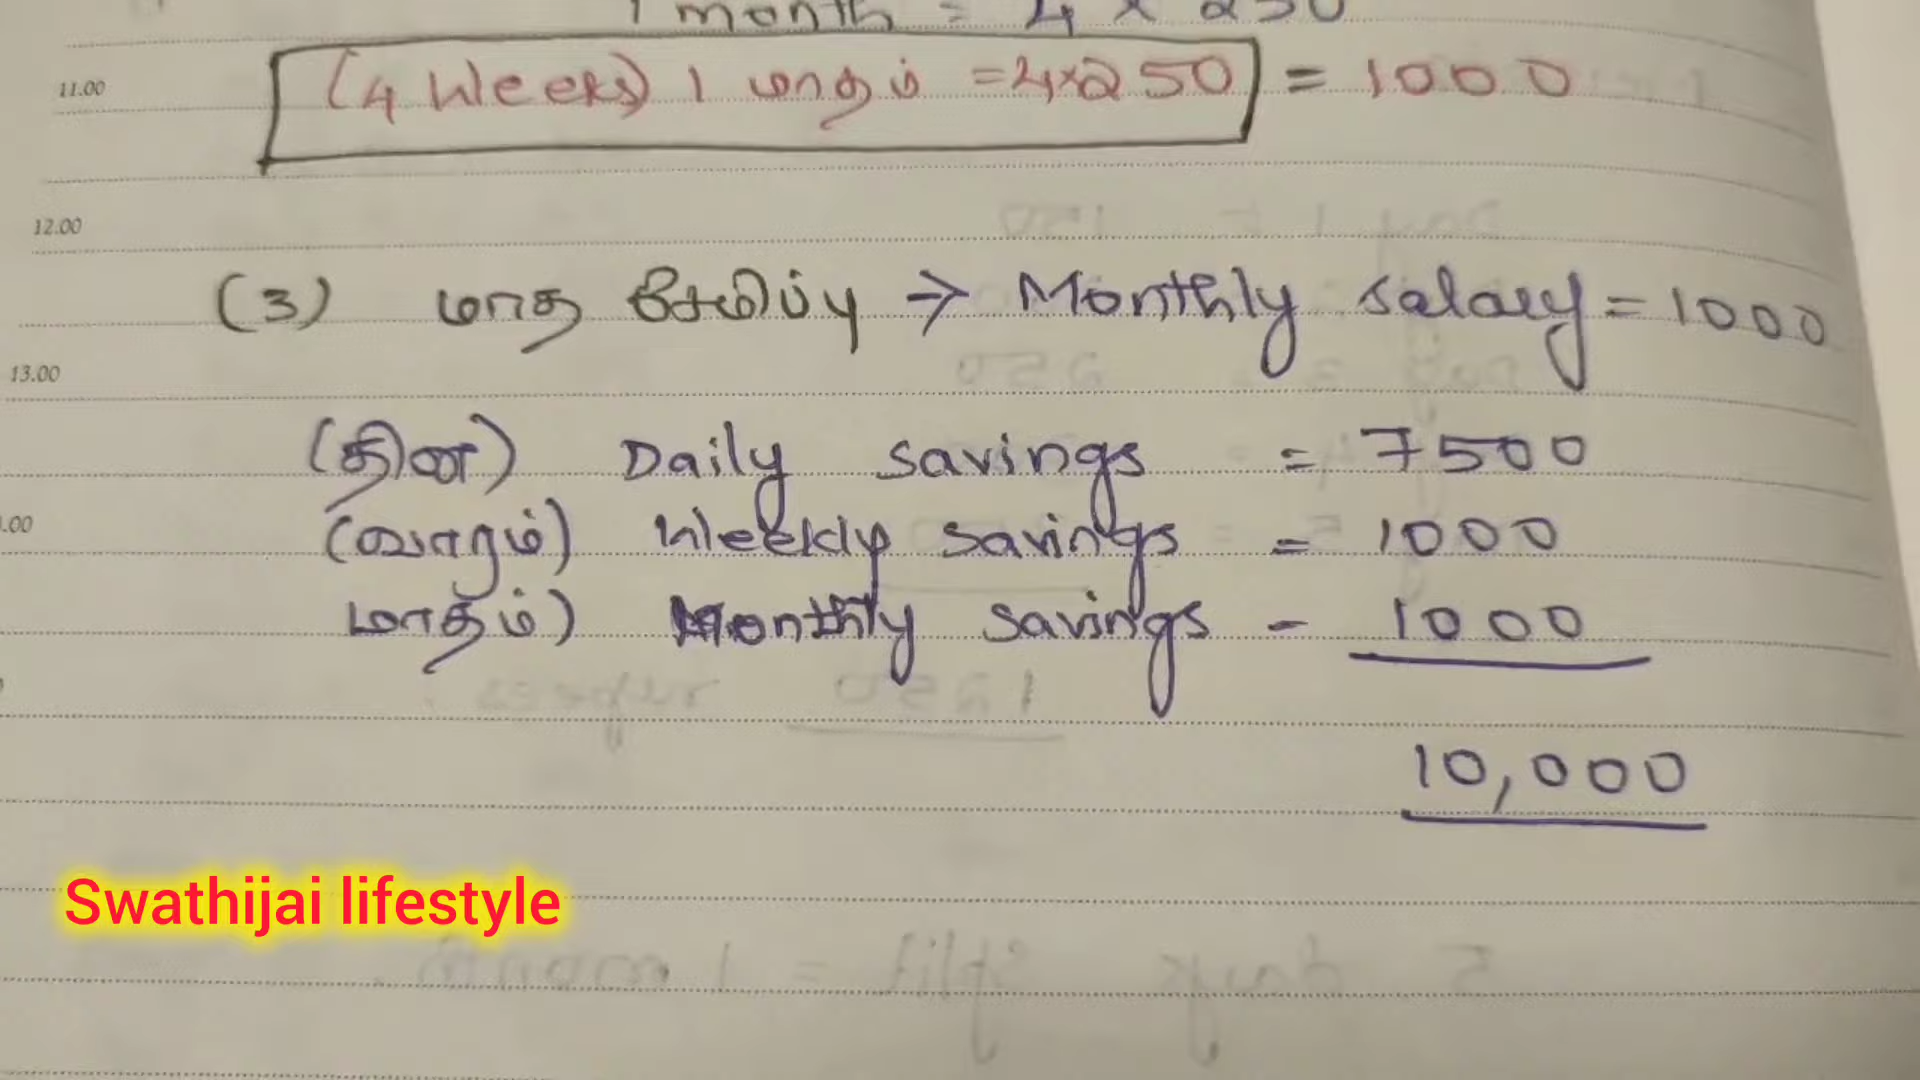 1 month = 4 x 250
11.00
(4 Weeks) 1 மாதம் =4x250 = 1000
12.00
(3) மாத சேமிப்பு → Monthly salary = 1000
13.00
(தின) Daily savings = 7500
.00
(வாரம்) Weekly savings = 1000
மாதம்) Monthly savings - 1000
10,000
Swathijai lifestyle